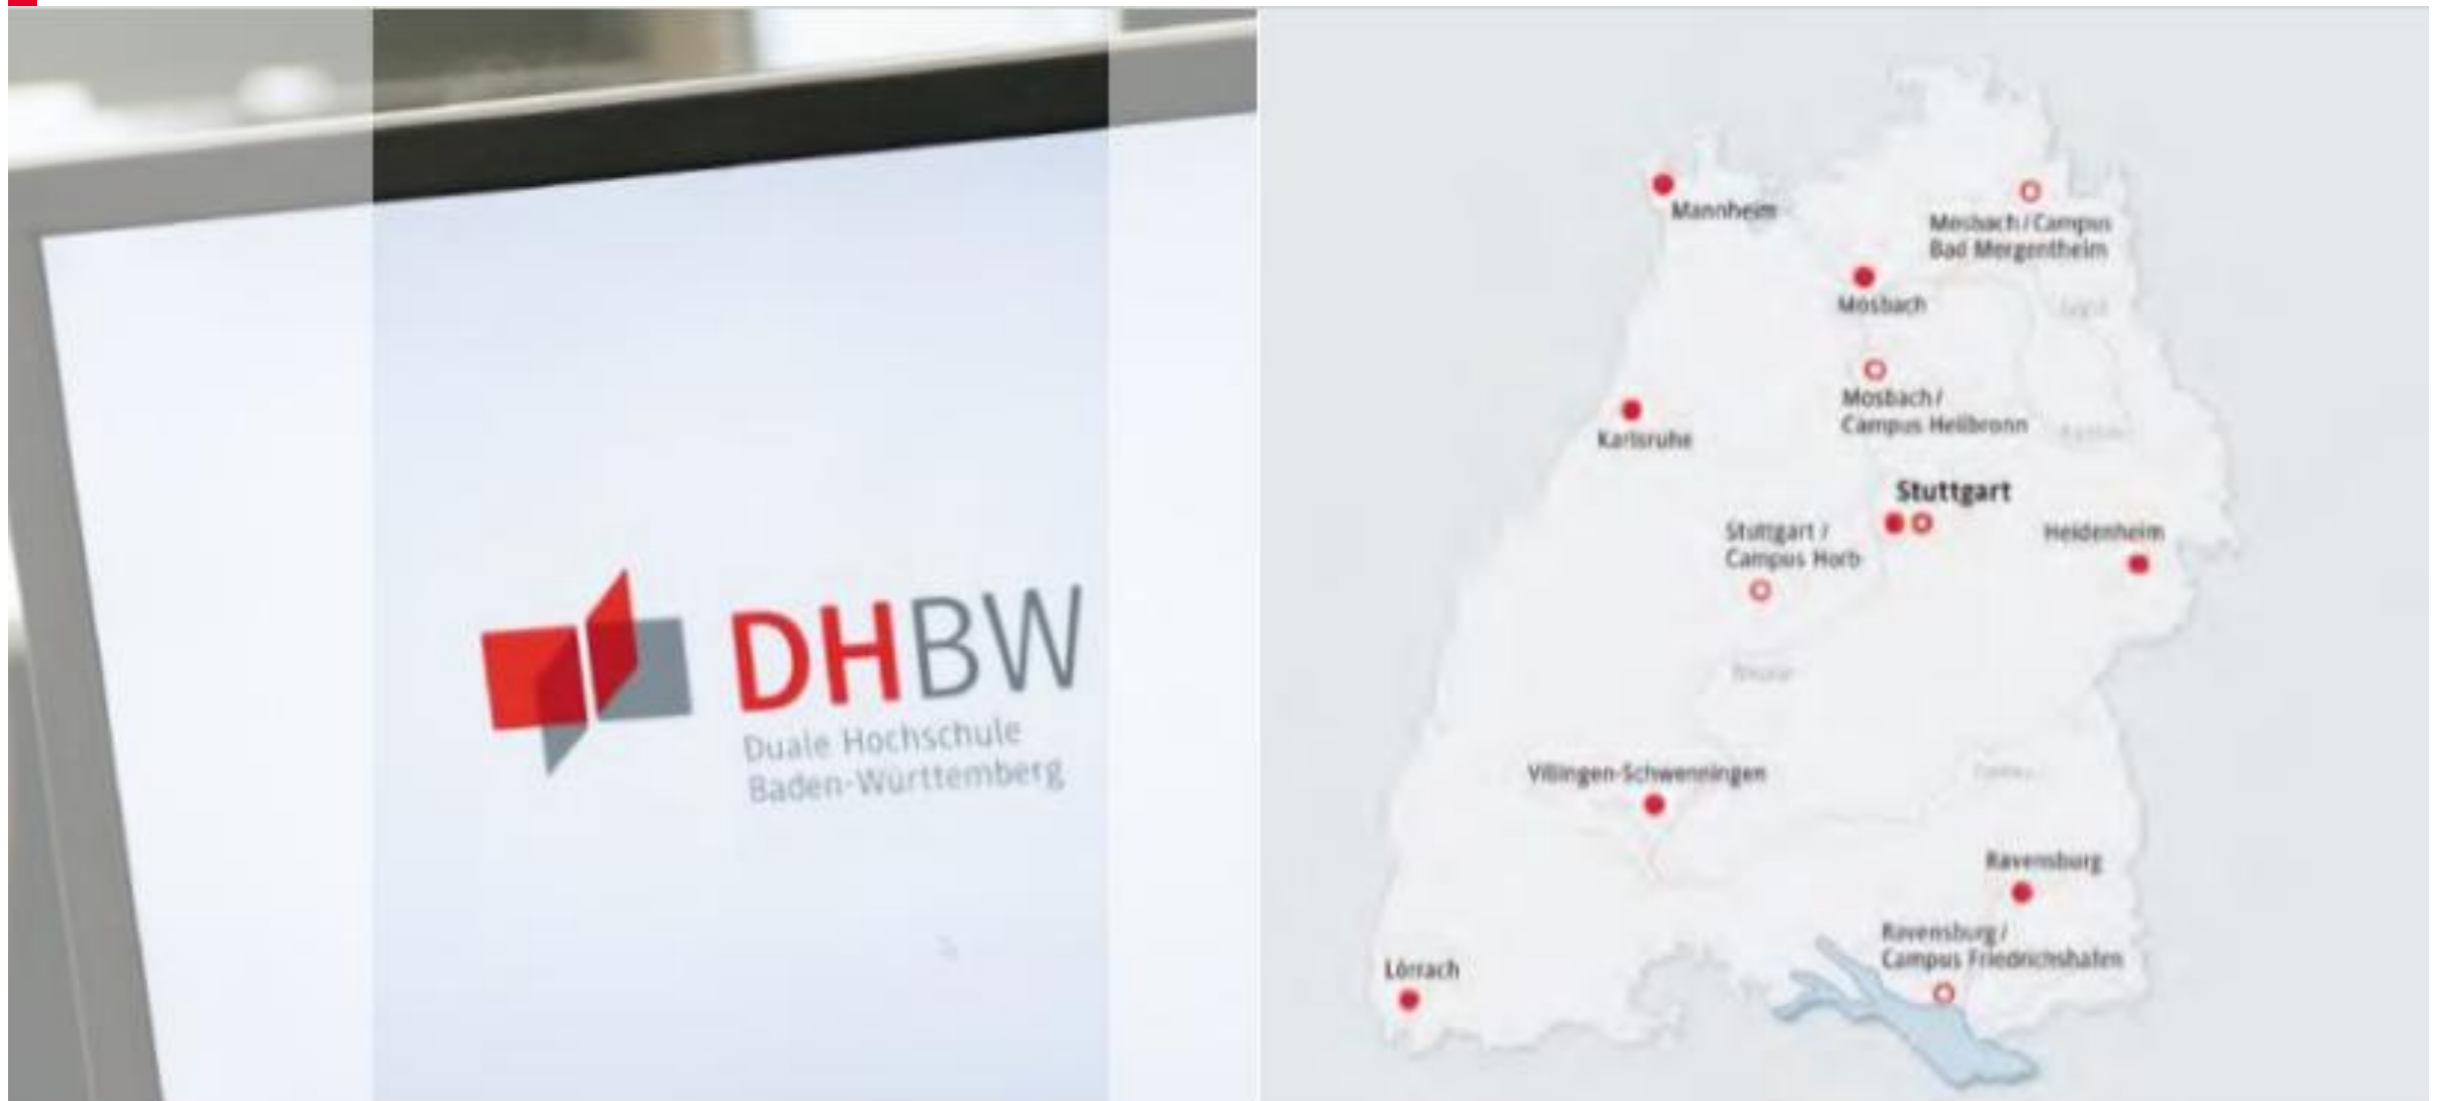 DHBW
Duale Hochschule
Baden-Württemberg
Mannheim
Mosbach/Campus
Bad Mergentheim
Mosbach
Mosbach/
Campus Heilbronn
Karlsruhe
Stuttgart
Stuttgart /
Campus Horb
Heidenheim
Villingen-Schwenningen
Ravensburg
Ravensburg/
Campus Friedrichshafen
Lörrach